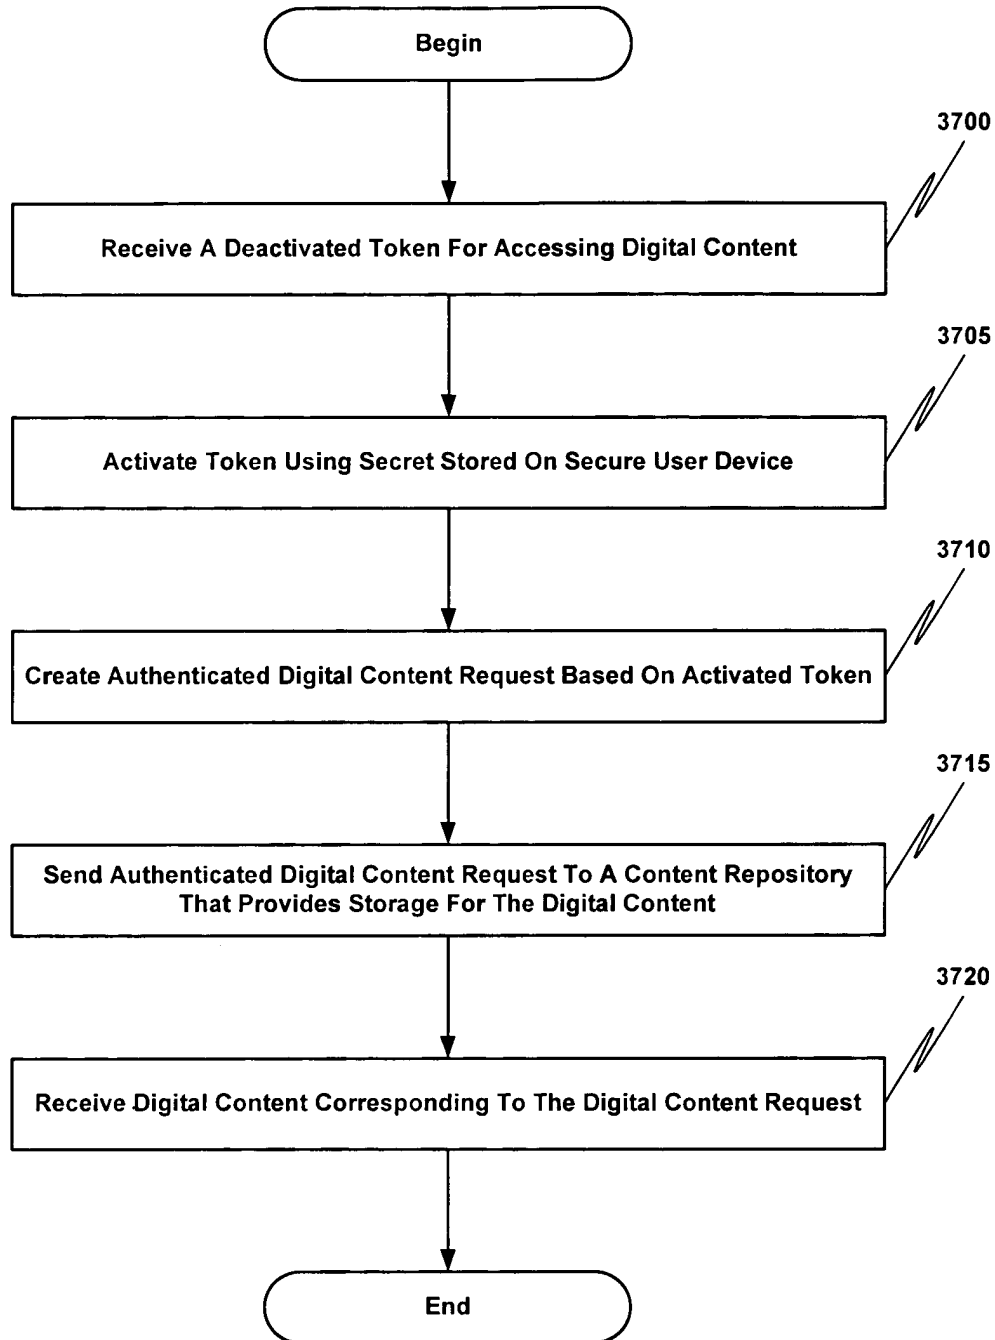 Begin
3700
Receive A Deactivated Token For Accessing Digital Content
3705
Activate Token Using Secret Stored On Secure User Device
3710
Create Authenticated Digital Content Request Based On Activated Token
3715
Send Authenticated Digital Content Request To A Content Repository
That Provides Storage For The Digital Content
3720
Receive Digital Content Corresponding To The Digital Content Request
End